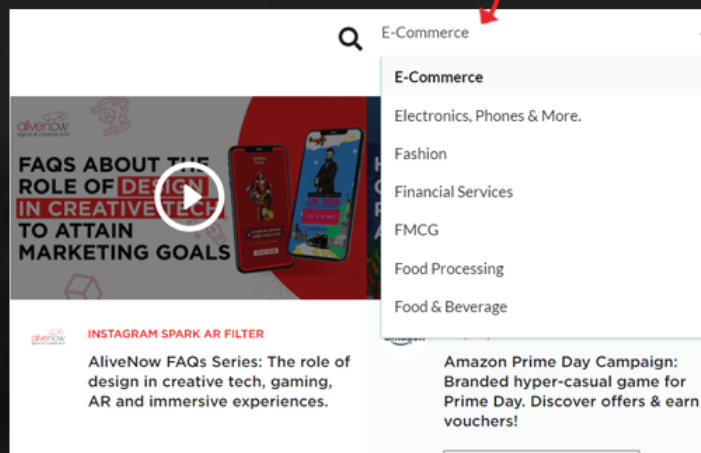 E-Commerce
E-Commerce
Electronics, Phones & More.
Fashion
Financial Services
FMCG
Food Processing
Food & Beverage
alivenow
FAQS ABOUT THE
ROLE OF DESIGN
IN CREATIVE TECH
TO ATTAIN
MARKETING GOALS
alivenow
INSTAGRAM SPARK AR FILTER
AliveNow FAQs Series: The role of
design in creative tech, gaming,
AR and immersive experiences.
amazon
Amazon Prime Day Campaign:
Branded hyper-casual game for
Prime Day. Discover offers & earn
vouchers!